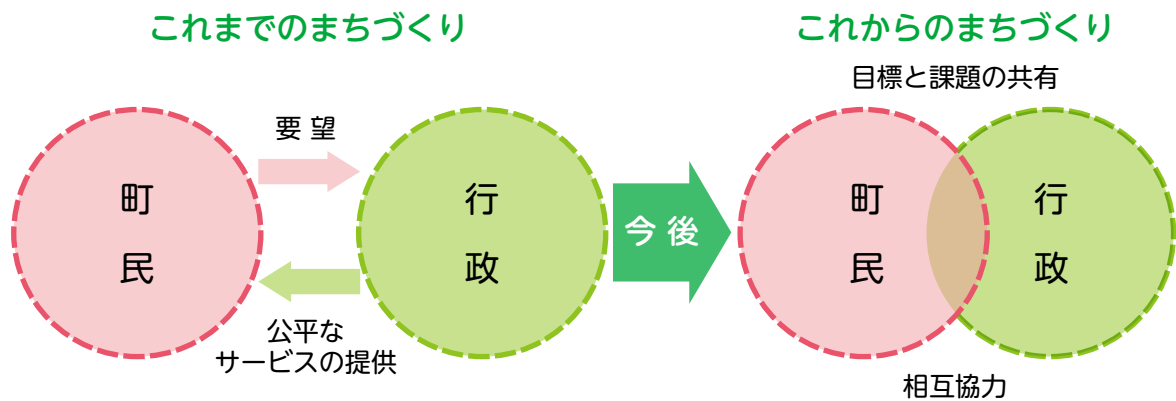 これまでのまちづくり
要望
町民
行政
公平な
サービスの提供
今後
これからのまちづくり
目標と課題の共有
町民
行政
相互協力